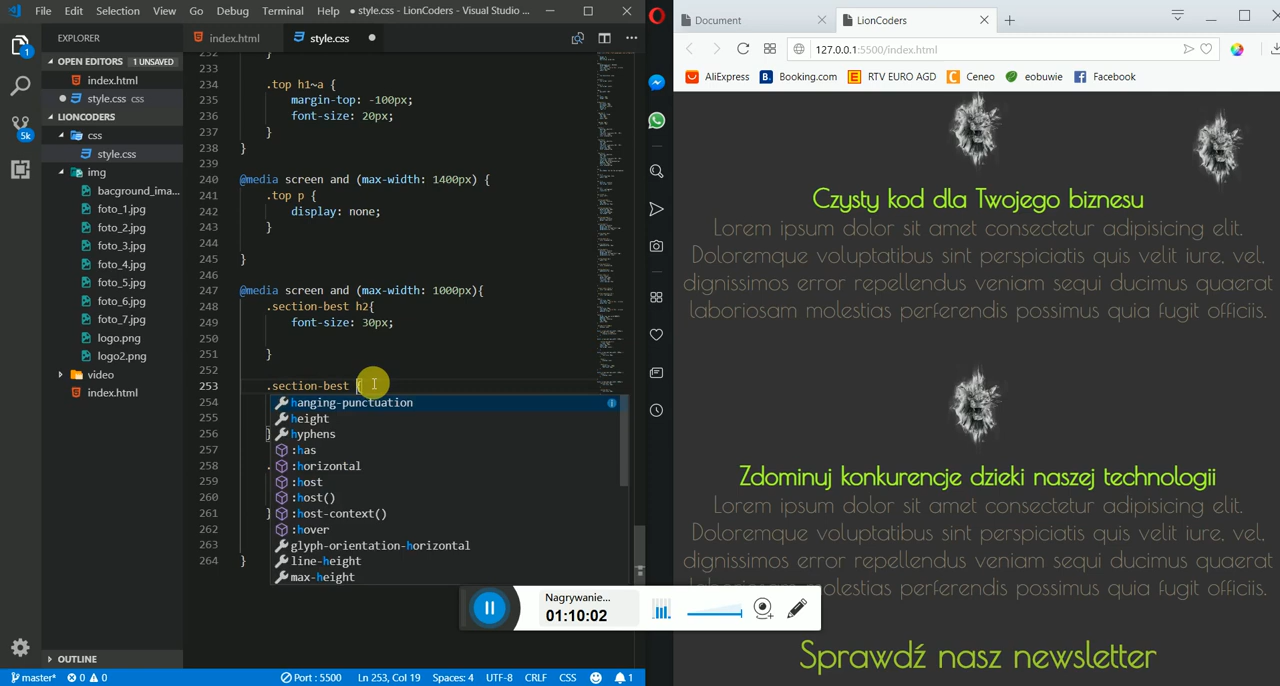 File Edit Selection View Go Debug Terminal Help
● style.css - LionCoders - Visual Studio ...
EXPLORER
OPEN EDITORS 1 UNSAVED
index.html
style.css css
LIONCODERS
css
style.css
img
bacground_ima...
foto_1.jpg
foto_2.jpg
foto_3.jpg
foto_4.jpg
foto_5.jpg
foto_6.jpg
foto_7.jpg
logo.png
logo2.png
video
index.html
OUTLINE
1
5k
index.html
style.css
232 }
233
234 .top h1~a {
235 margin-top: -100px;
236 font-size: 20px;
237 }
238 }
239
240 @media screen and (max-width: 1400px) {
241 .top p {
242 display: none;
243 }
244
245 }
246
247 @media screen and (max-width: 1000px){
248 .section-best h2{
249 font-size: 30px;
250
251 }
252
253 .section-best {
254
255
256 }
257
258 .
259
260
261 }
262
263
264 }
hanging-punctuation
height
hyphens
:has
:horizontal
:host
:host()
:host-context()
:hover
glyph-orientation-horizontal
line-height
max-height
Nagrywanie...
01:10:02
master* 0 0 Port : 5500 Ln 253, Col 19 Spaces: 4 UTF-8 CRLF CSS 1
Document
LionCoders
127.0.0.1:5500/index.html
AliExpress
B. Booking.com
E RTV EURO AGD
C Ceneo
eobuwie
f Facebook
Czysty kod dla Twojego biznesu
Lorem ipsum dolor sit amet consectetur adipisicing elit.
Doloremque voluptatibus sint perspiciatis quis velit iure, vel,
dignissimos error repellendus veniam sequi ducimus quaerat
laboriosam molestias perferendis possimus quia fugit officiis.
Zdominuj konkurencje dzieki naszej technologii
Lorem ipsum dolor sit amet consectetur adipisicing elit.
Doloremque voluptatibus sint perspiciatis quis velit iure, vel,
dignissimos error repellendus veniam sequi ducimus quaerat
laboriosam molestias perferendis possimus quia fugit officiis.
Sprawdź nasz newsletter